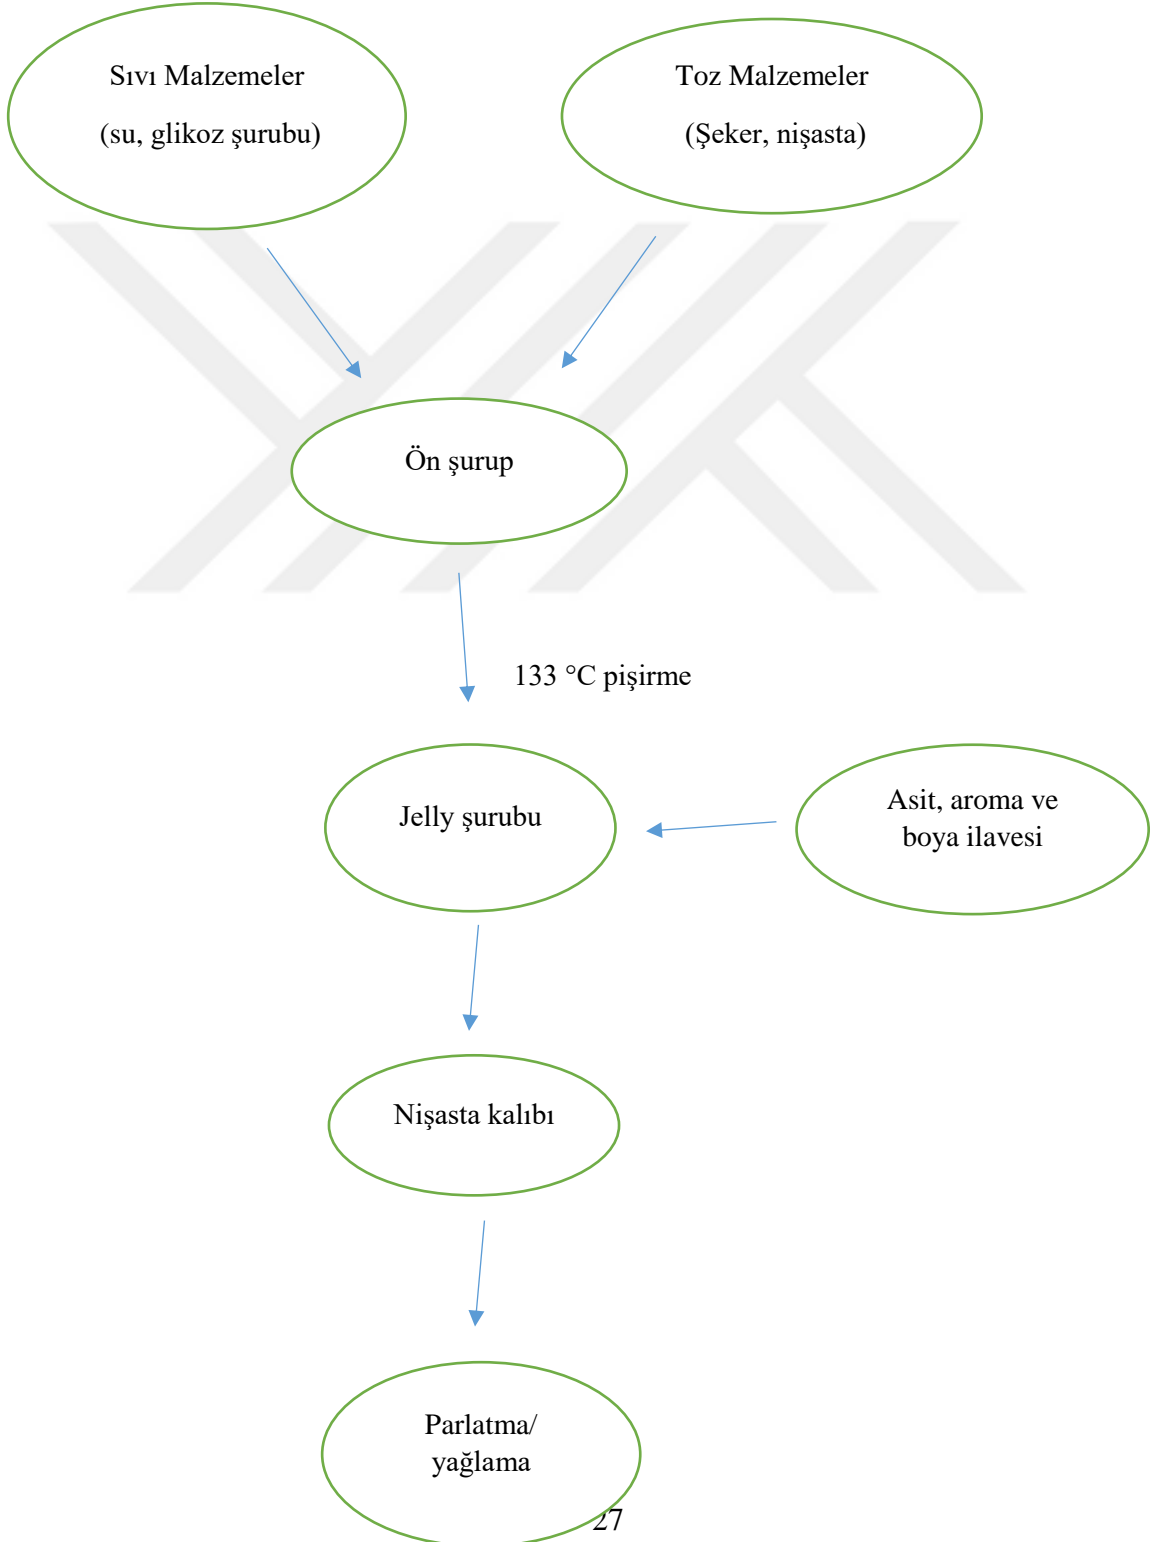 Sıvı Malzemeler
(su, glikoz şurubu)
Toz Malzemeler
(Şeker, nişasta)
Ön şurup
133 °C pişirme
Jelly şurubu
Asit, aroma ve
boya ilavesi
Nişasta kalıbı
Parlatma/
yağlama
27